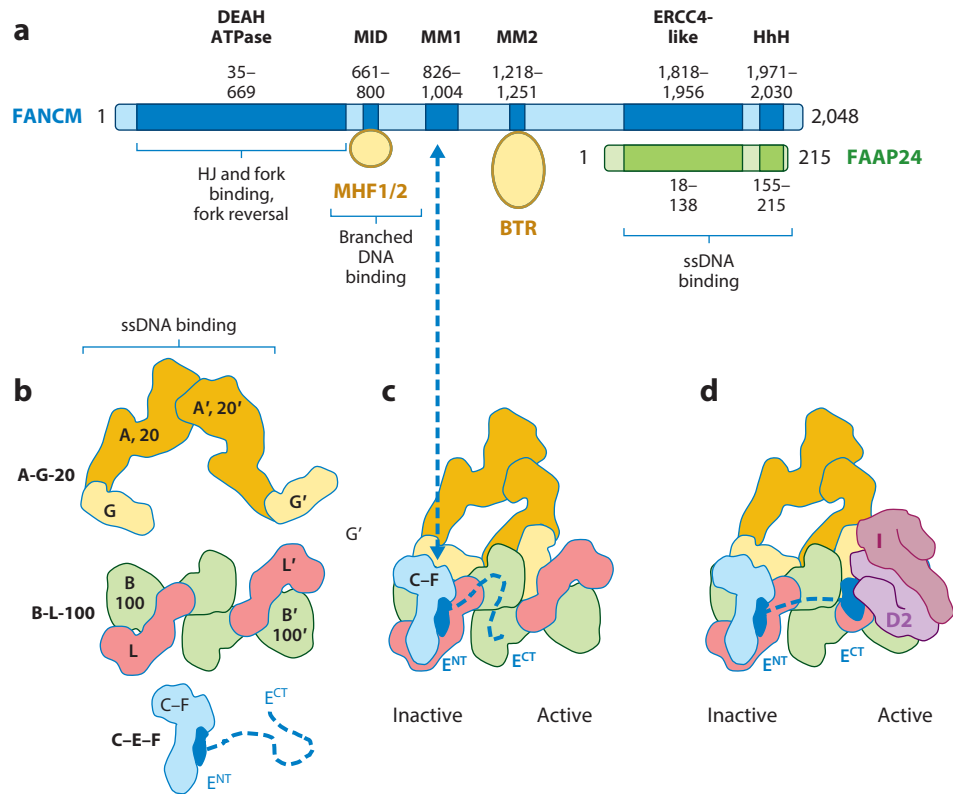 a
DEAH
ATPase
MID
MM1
MM2
ERCC4-
like
HhH
35–
669
661–
800
826–
1,004
1,218–
1,251
1,818–
1,956
1,971–
2,030
FANCM
1
2,048
HJ and fork
binding,
fork reversal
MHF1/2
Branched
DNA
binding
BTR
1
215
FAAP24
18–
138
155–
215
ssDNA
binding
ssDNA binding
b
A-G-20
A, 20
A′, 20′
G
G′
G′
B-L-100
B
100
L
L′
B′
100′
C–E–F
C–F
E^CT
E^NT
c
C–F
E^NT
E^CT
Inactive
Active
d
I
D2
E^NT
E^CT
Inactive
Active